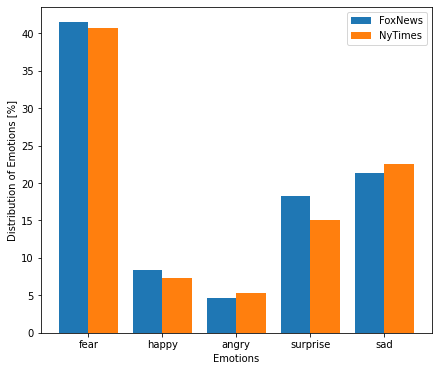 FoxNews
NyTimes
Distribution of Emotions [%]
40
35
30
25
20
15
10
5
0
fear happy angry surprise sad
Emotions